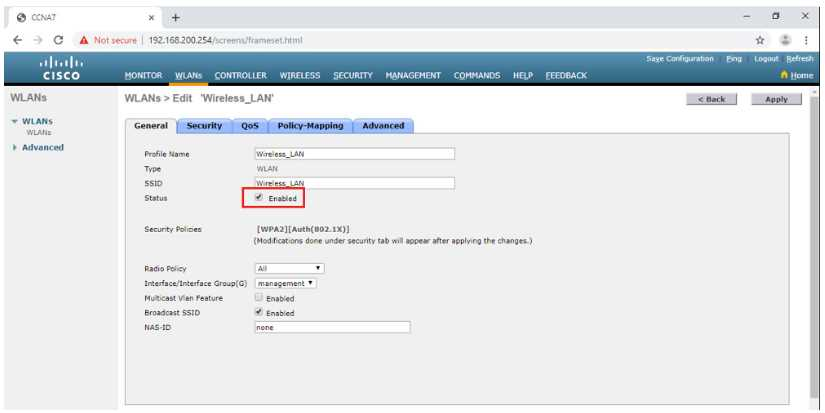 CCNAT
Not secure | 192.168.200.254/screens/frameset.html
Save Configuration Ping Logout Refresh
CISCO MONITOR WLANs CONTROLLER WIRELESS SECURITY MANAGEMENT COMMANDS HELP FEEDBACK Home
WLANs WLANs > Edit 'Wireless_LAN' < Back Apply
WLANs
WLANs
Advanced
General Security QoS Policy-Mapping Advanced
Profile Name Wireless_LAN
Type WLAN
SSID Wireless_LAN
Status Enabled
Security Policies [WPA2][Auth(802.1X)]
(Modifications done under security tab will appear after applying the changes.)
Radio Policy All
Interface/Interface Group(G) management
Multicast Vlan Feature Enabled
Broadcast SSID Enabled
NAS-ID none